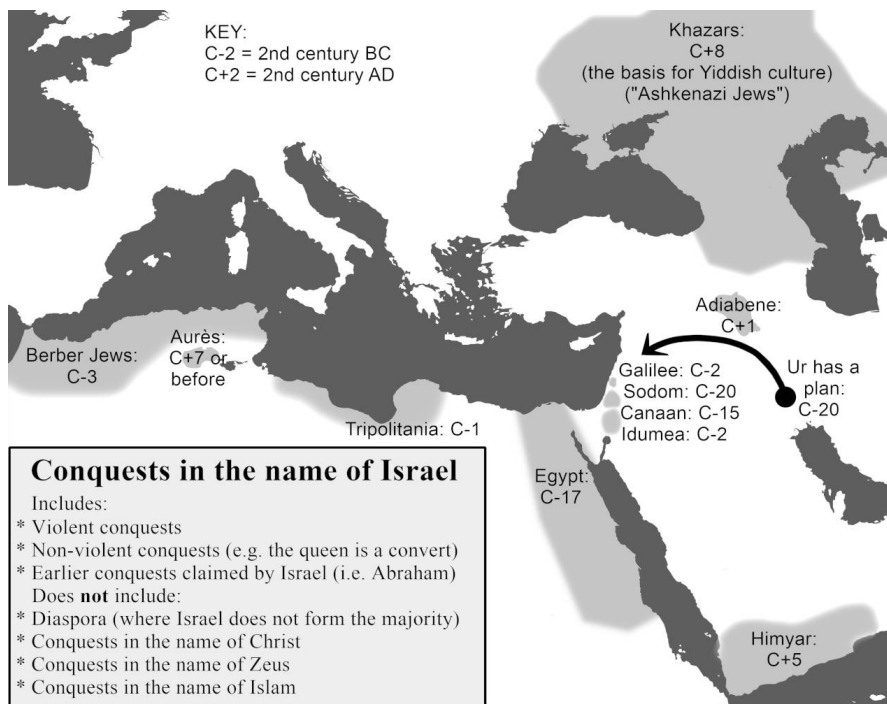 KEY:
C-2 = 2nd century BC
C+2 = 2nd century AD
Khazars:
C+8
(the basis for Yiddish culture)
("Ashkenazi Jews")
Adiabene:
C+1
Ur has a
plan:
C-20
Galilee: C-2
Sodom: C-20
Canaan: C-15
Idumea: C-2
Berber Jews:
C-3
Aurès:
C+7 or
before
Tripolitania: C-1
Egypt:
C-17
Himyar:
C+5
Conquests in the name of Israel
Includes:
* Violent conquests
* Non-violent conquests (e.g. the queen is a convert)
* Earlier conquests claimed by Israel (i.e. Abraham)
Does not include:
* Diaspora (where Israel does not form the majority)
* Conquests in the name of Christ
* Conquests in the name of Zeus
* Conquests in the name of Islam